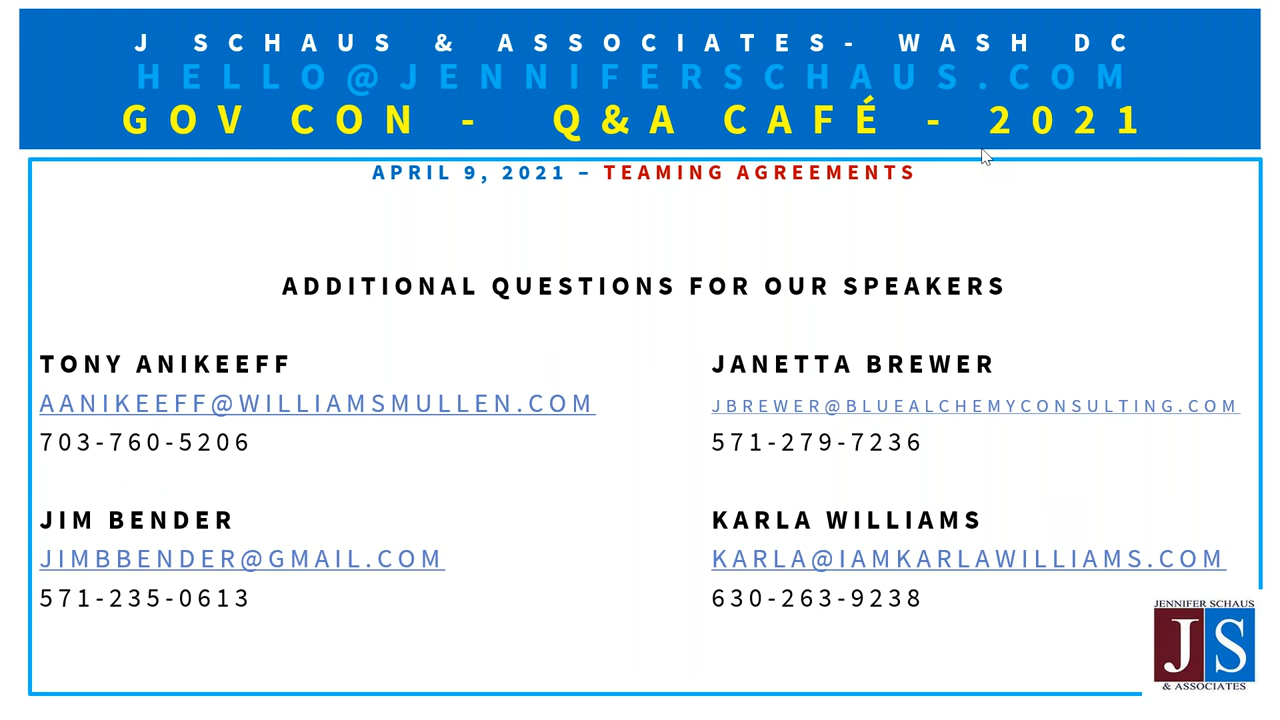 J SCHAUS & ASSOCIATES- WASH DC
HELLO@JENNIFERSCHAUS.COM
GOV CON - Q&A CAFÉ - 2021
APRIL 9, 2021 – TEAMING AGREEMENTS
ADDITIONAL QUESTIONS FOR OUR SPEAKERS
TONY ANIKEEFF
AANIKEEFF@WILLIAMSMULLEN.COM
703-760-5206
JANETTA BREWER
JBREWER@BLUEALCHEMYCONSULTING.COM
571-279-7236
JIM BENDER
JIMBBENDER@GMAIL.COM
571-235-0613
KARLA WILLIAMS
KARLA@IAMKARLAWILLIAMS.COM
630-263-9238
JENNIFER SCHAUS
JS
& ASSOCIATES